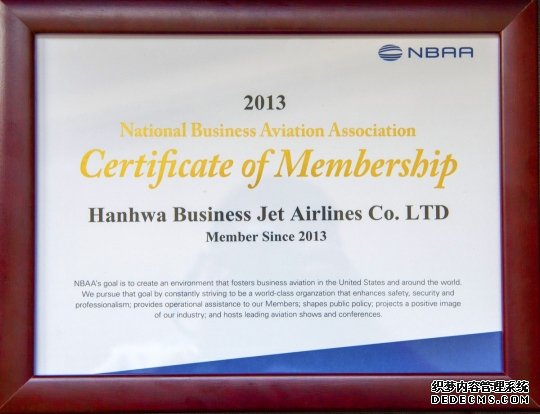 NBAA
2013
National Business Aviation Association
Certificate of Membership
Hanhwa Business Jet Airlines Co. LTD
Member Since 2013
NBAA's goal is to create an environment that fosters business aviation in the United States and around the world.
We pursue that goal by constantly striving to be a world-class organzation that enhances safety, security and
professionalism; provides operational assistance to our Members; shapes public policy; projects a positive image
of our industry; and hosts leading aviation shows and conferences.
织梦内容管理系统
DEDECMS.COM